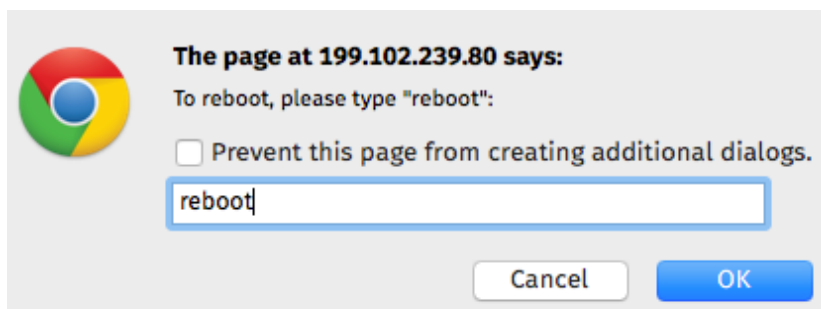 The page at 199.102.239.80 says:
To reboot, please type "reboot":
Prevent this page from creating additional dialogs.
reboot
Cancel OK